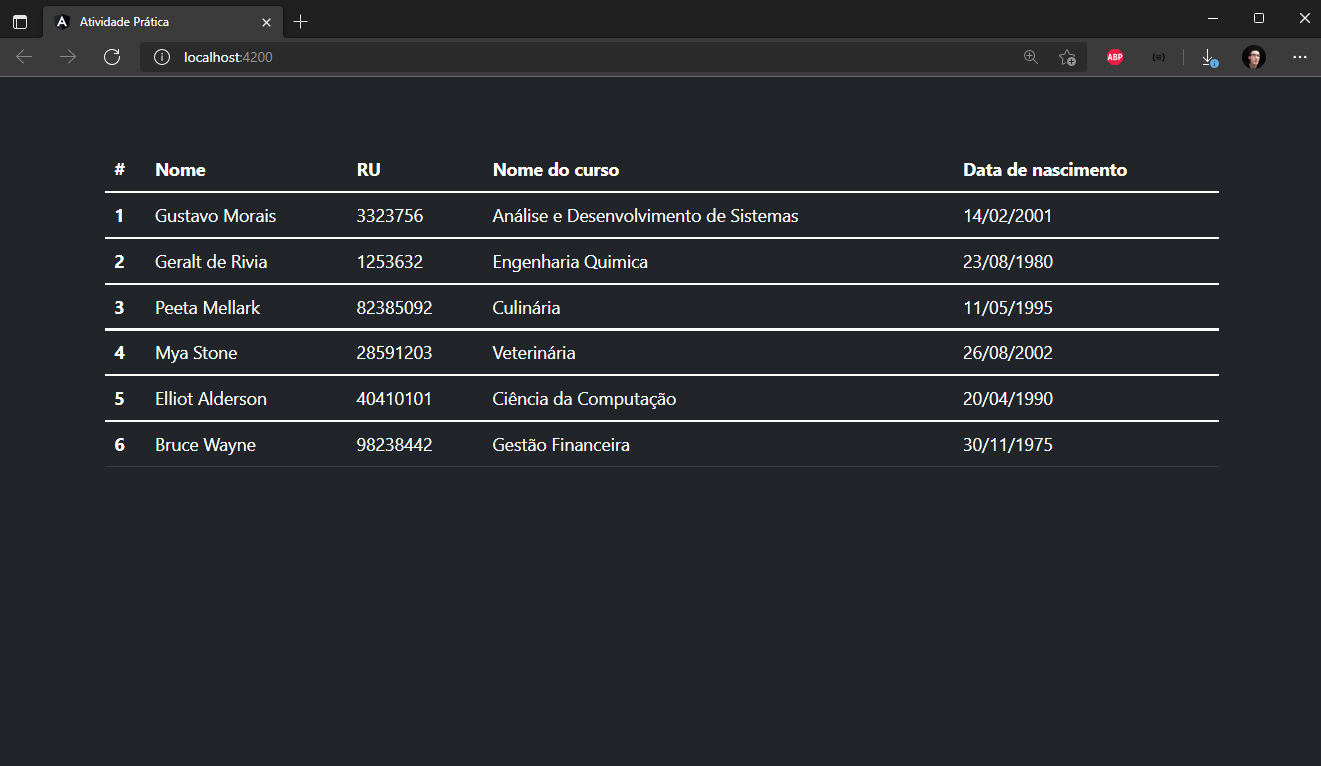 Atividade Prática
localhost:4200
ABP
# Nome RU Nome do curso Data de nascimento
1 Gustavo Morais 3323756 Análise e Desenvolvimento de Sistemas 14/02/2001
2 Geralt de Rivia 1253632 Engenharia Quimica 23/08/1980
3 Peeta Mellark 82385092 Culinária 11/05/1995
4 Mya Stone 28591203 Veterinária 26/08/2002
5 Elliot Alderson 40410101 Ciência da Computação 20/04/1990
6 Bruce Wayne 98238442 Gestão Financeira 30/11/1975